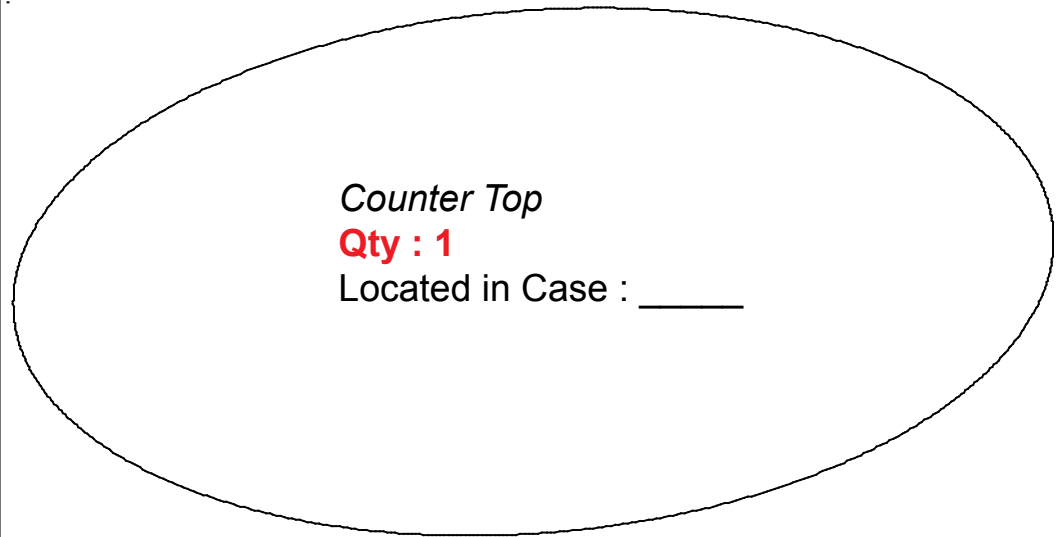 Counter Top
Qty : 1
Located in Case : _____